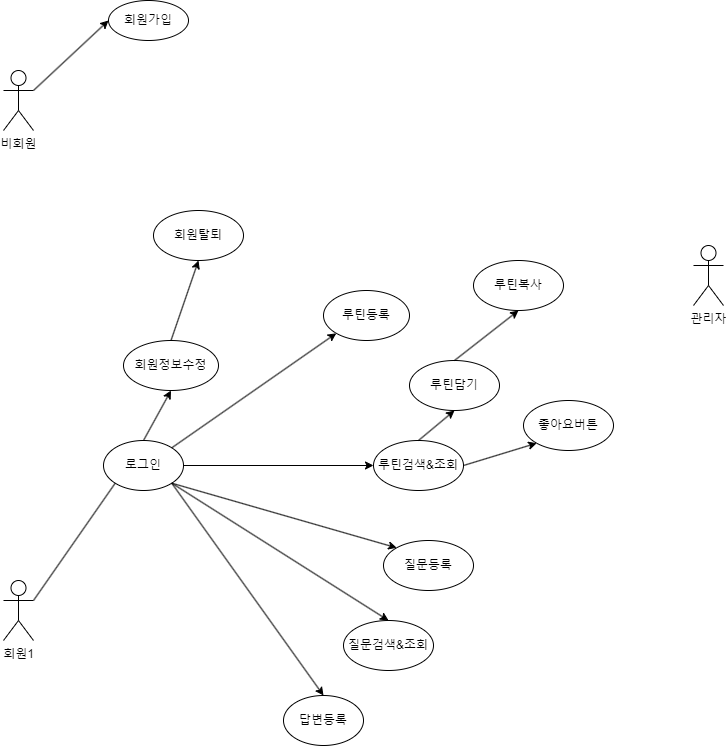 회원가입
비회원
회원탈퇴
루틴복사
관리자
루틴등록
회원정보수정
루틴담기
좋아요버튼
로그인
루틴검색&조회
질문등록
질문검색&조회
회원1
답변등록